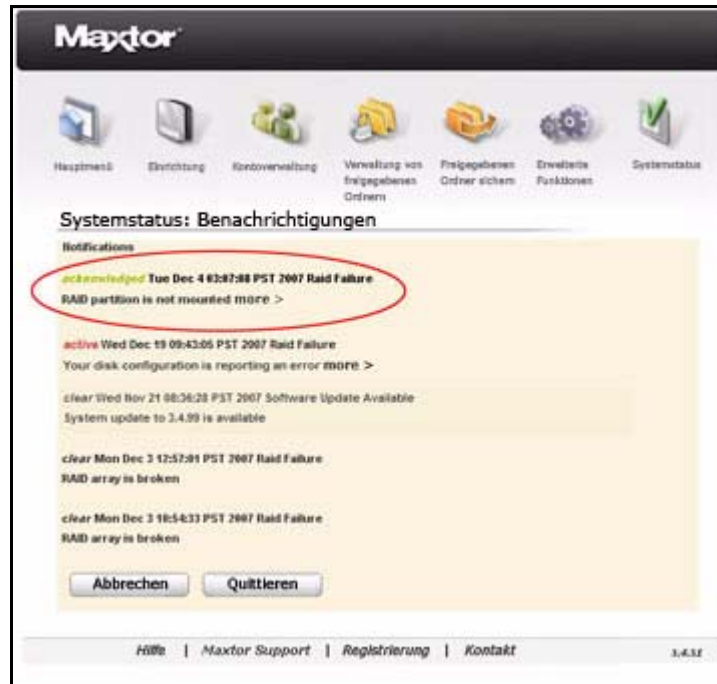 Maxtor
Hauptmenü
Einrichtung
Kontoverwaltung
Verwaltung von
freigegebenen
Ordnern
Freigegebenen
Ordner sichern
Erweiterte
Funktionen
Systemstatus
Systemstatus: Benachrichtigungen
Notifications
acknowledged Tue Dec 4 03:07:08 PST 2007 Raid Failure
RAID partition is not mounted more >
active Wed Dec 19 09:43:05 PST 2007 Raid Failure
Your disk configuration is reporting an error more >
clear Wed Nov 21 08:36:28 PST 2007 Software Update Available
System update to 3.4.99 is available
clear Mon Dec 3 12:57:01 PST 2007 Raid Failure
RAID array is broken
clear Mon Dec 3 10:54:33 PST 2007 Raid Failure
RAID array is broken
Abbrechen
Quittieren
Hilfe | Maxtor Support | Registrierung | Kontakt